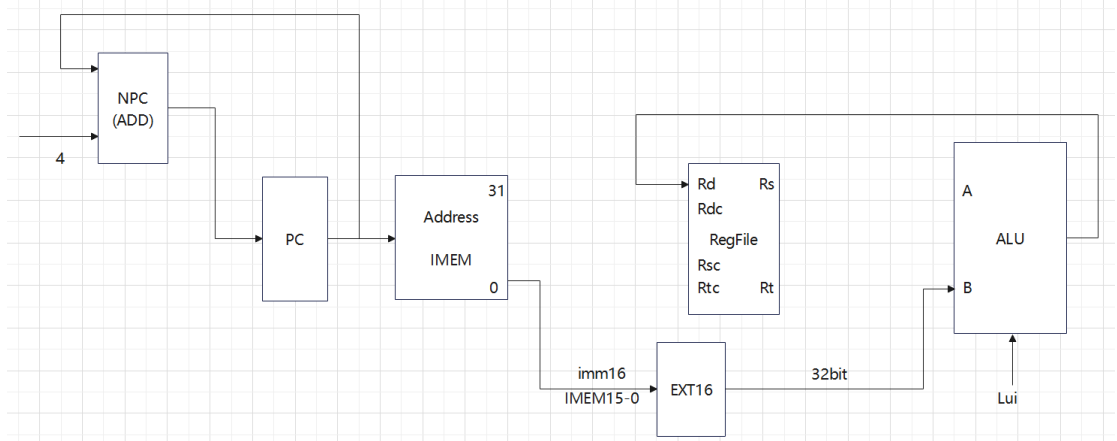 NPC
(ADD)
4
PC
31
Address
IMEM
0
imm16
IMEM15-0
EXT16
32bit
Rd Rs
Rdc
RegFile
Rsc
Rtc Rt
A
ALU
B
Lui